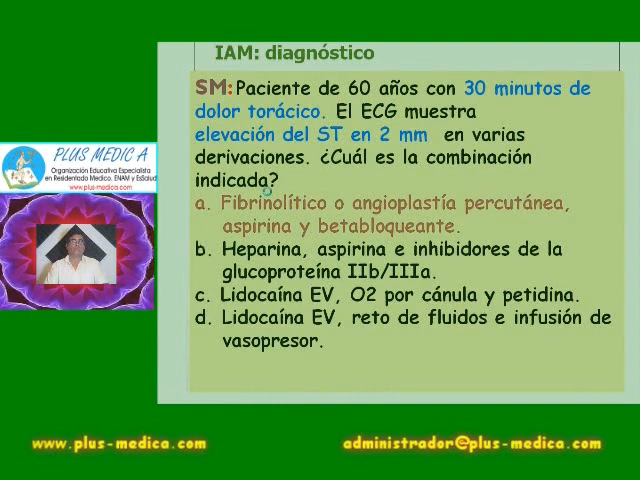 IAM: diagnóstico
SM: Paciente de 60 años con 30 minutos de
dolor torácico. El ECG muestra
elevación del ST en 2 mm en varias
derivaciones. ¿Cuál es la combinación
indicada?
a. Fibrinolítico o angioplastía percutánea,
aspirina y betabloqueante.
b. Heparina, aspirina e inhibidores de la
glucoproteína IIb/IIIa.
c. Lidocaína EV, O2 por cánula y petidina.
d. Lidocaína EV, reto de fluidos e infusión de
vasopresor.
PLUS MEDIC A
Organización Educativa Especialista
en Residentado Medico, ENAM y EsSalud
www.plus-medica.com
www.plus-medica.com
administrador@plus-medica.com